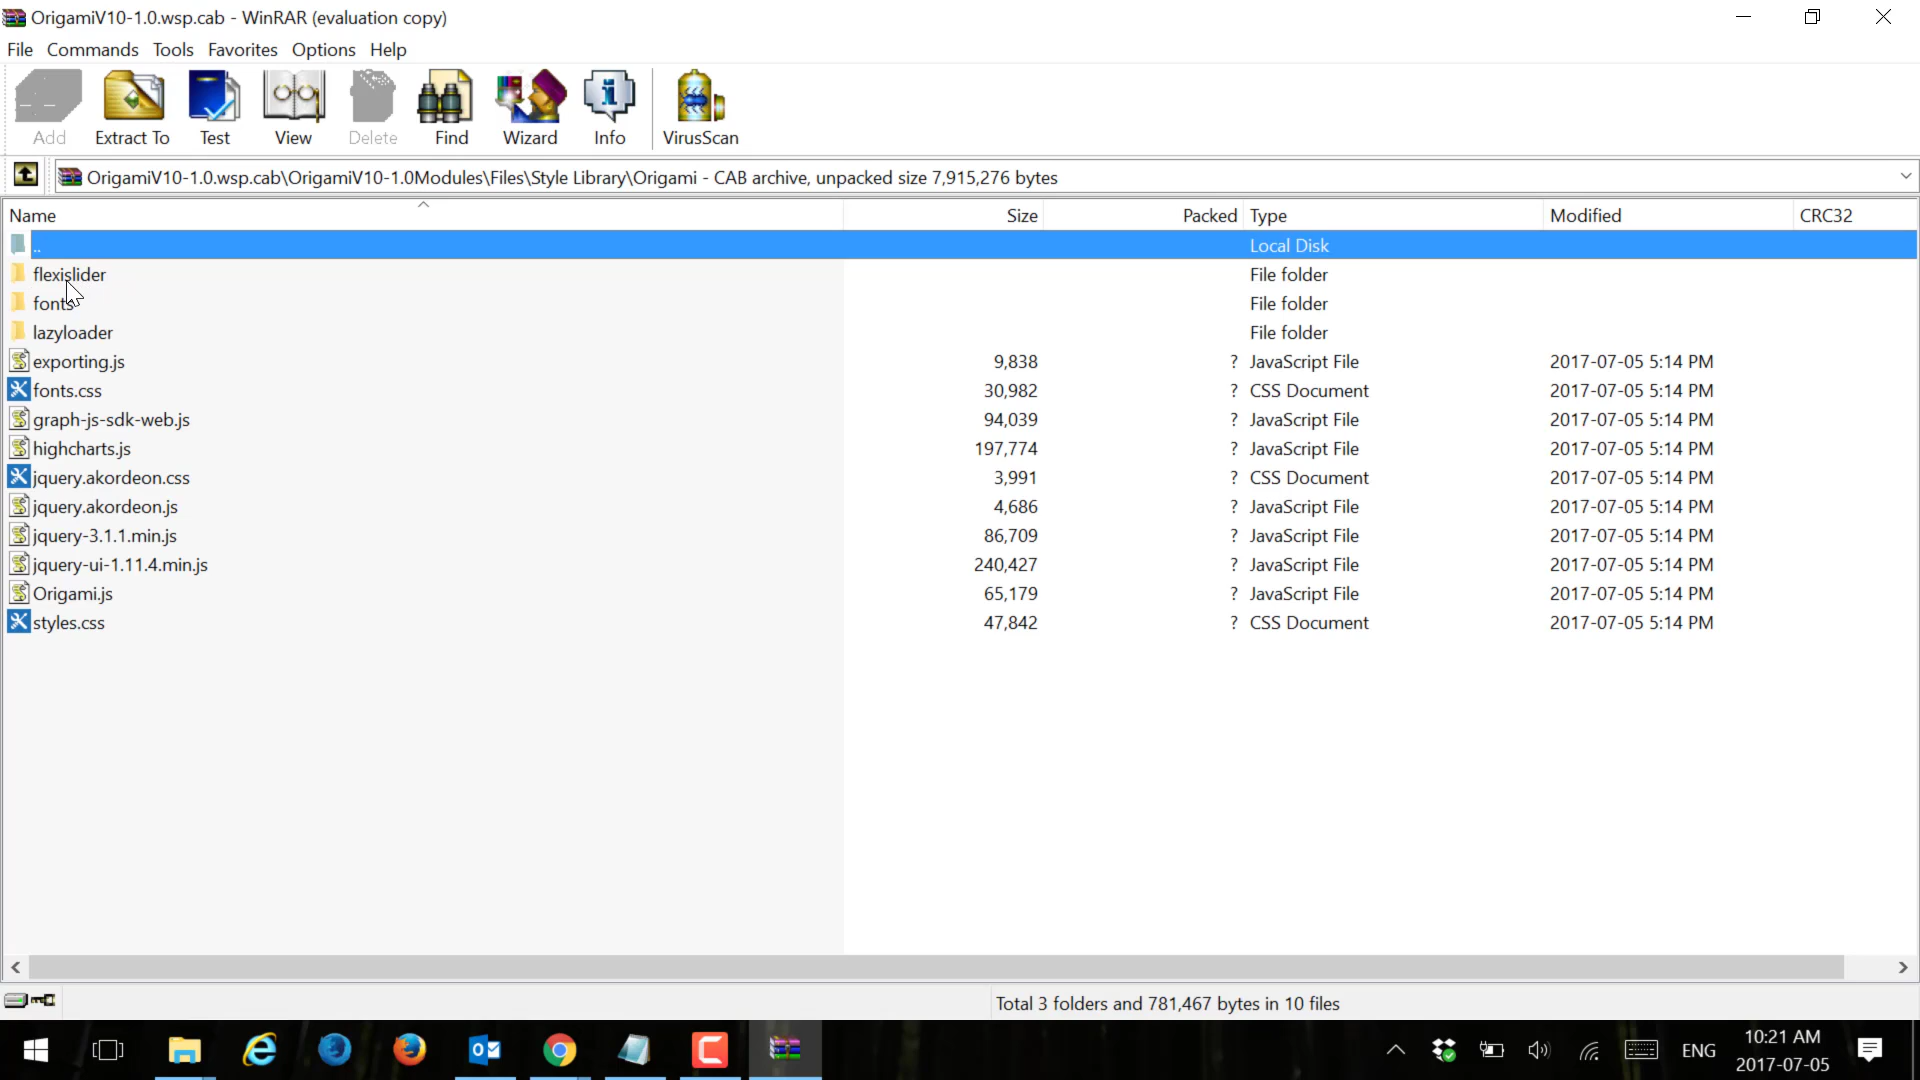 OrigamiV10-1.0.wsp.cab - WinRAR (evaluation copy)
File Commands Tools Favorites Options Help
Add Extract To Test View Delete Find Wizard Info VirusScan
OrigamiV10-1.0.wsp.cab\OrigamiV10-1.0Modules\Files\Style Library\Origami - CAB archive, unpacked size 7,915,276 bytes
Name Size Packed Type Modified CRC32
.. Local Disk
flexislider File folder
fonts File folder
lazyloader File folder
exporting.js 9,838 ? JavaScript File 2017-07-05 5:14 PM
fonts.css 30,982 ? CSS Document 2017-07-05 5:14 PM
graph-js-sdk-web.js 94,039 ? JavaScript File 2017-07-05 5:14 PM
highcharts.js 197,774 ? JavaScript File 2017-07-05 5:14 PM
jquery.akordeon.css 3,991 ? CSS Document 2017-07-05 5:14 PM
jquery.akordeon.js 4,686 ? JavaScript File 2017-07-05 5:14 PM
jquery-3.1.1.min.js 86,709 ? JavaScript File 2017-07-05 5:14 PM
jquery-ui-1.11.4.min.js 240,427 ? JavaScript File 2017-07-05 5:14 PM
Origami.js 65,179 ? JavaScript File 2017-07-05 5:14 PM
styles.css 47,842 ? CSS Document 2017-07-05 5:14 PM
Total 3 folders and 781,467 bytes in 10 files
ENG 10:21 AM
2017-07-05